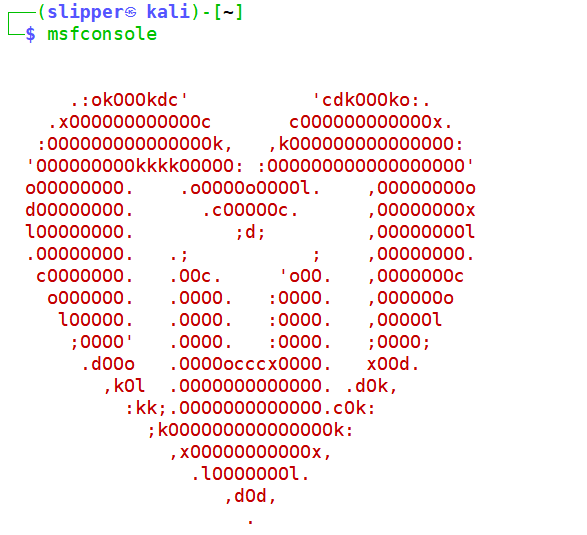 ┌──(slipper㉿ kali)-[~]
└─$ msfconsole
    .:okOOOkdc'           'cdkOOOko:.
  .xOOOOOOOOOOOOc       cOOOOOOOOOOOOx.
 :OOOOOOOOOOOOOOOk,   ,kOOOOOOOOOOOOOOO:
'OOOOOOOOOkkkkOOOOO: :OOOOOOOOOOOOOOOOOO'
oOOOOOOOO.    .oOOOOoOOOOl.    ,OOOOOOOOo
dOOOOOOOO.      .cOOOOOc.      ,OOOOOOOOx
lOOOOOOOO.         ;d;         ,OOOOOOOOl
.OOOOOOOO.   .;           ;    ,OOOOOOOO.
 cOOOOOOO.   .OOc.     'oOO.   ,OOOOOOOc
  oOOOOOO.   .OOOO.   :OOOO.   ,OOOOOOo
   lOOOOO.   .OOOO.   :OOOO.   ,OOOOOl
    ;OOOO'   .OOOO.   :OOOO.   ;OOOO;
     .dOOo   .OOOOocccxOOOO.   xOOd.
       ,kOl  .OOOOOOOOOOOOO. .dOk,
         :kk;.OOOOOOOOOOOOO.cOk:
           ;kOOOOOOOOOOOOOOOk:
             ,xOOOOOOOOOOOx,
               .lOOOOOOOl.
                  ,dOd,
                    .